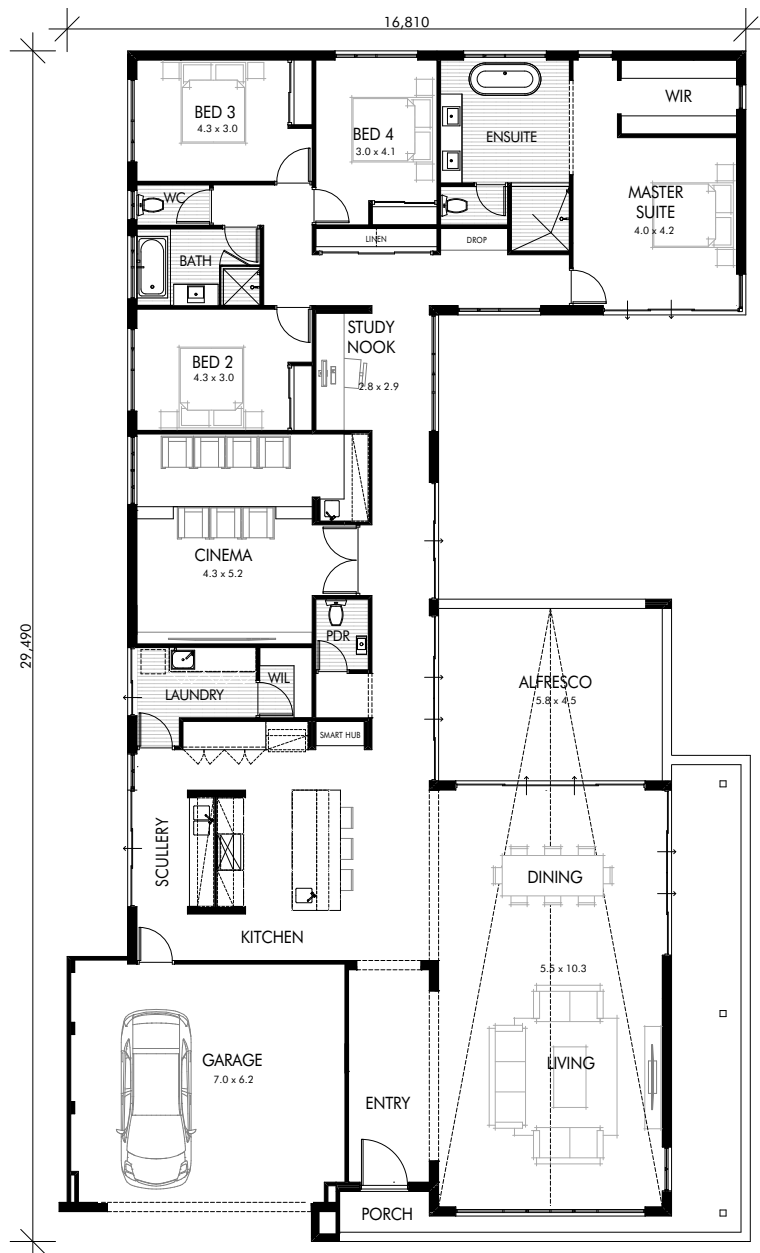 16,810
29,490
BED 3
4.3 x 3.0
BED 4
3.0 x 4.1
ENSUITE
WIR
MASTER
SUITE
4.0 x 4.2
WC
BATH
LINEN
DROP
BED 2
4.3 x 3.0
STUDY
NOOK
2.8 x 2.9
CINEMA
4.3 x 5.2
PDR
LAUNDRY
WIL
SMART HUB
ALFRESCO
5.8 x 4.5
SCULLERY
KITCHEN
DINING
5.5 x 10.3
LIVING
GARAGE
7.0 x 6.2
ENTRY
PORCH